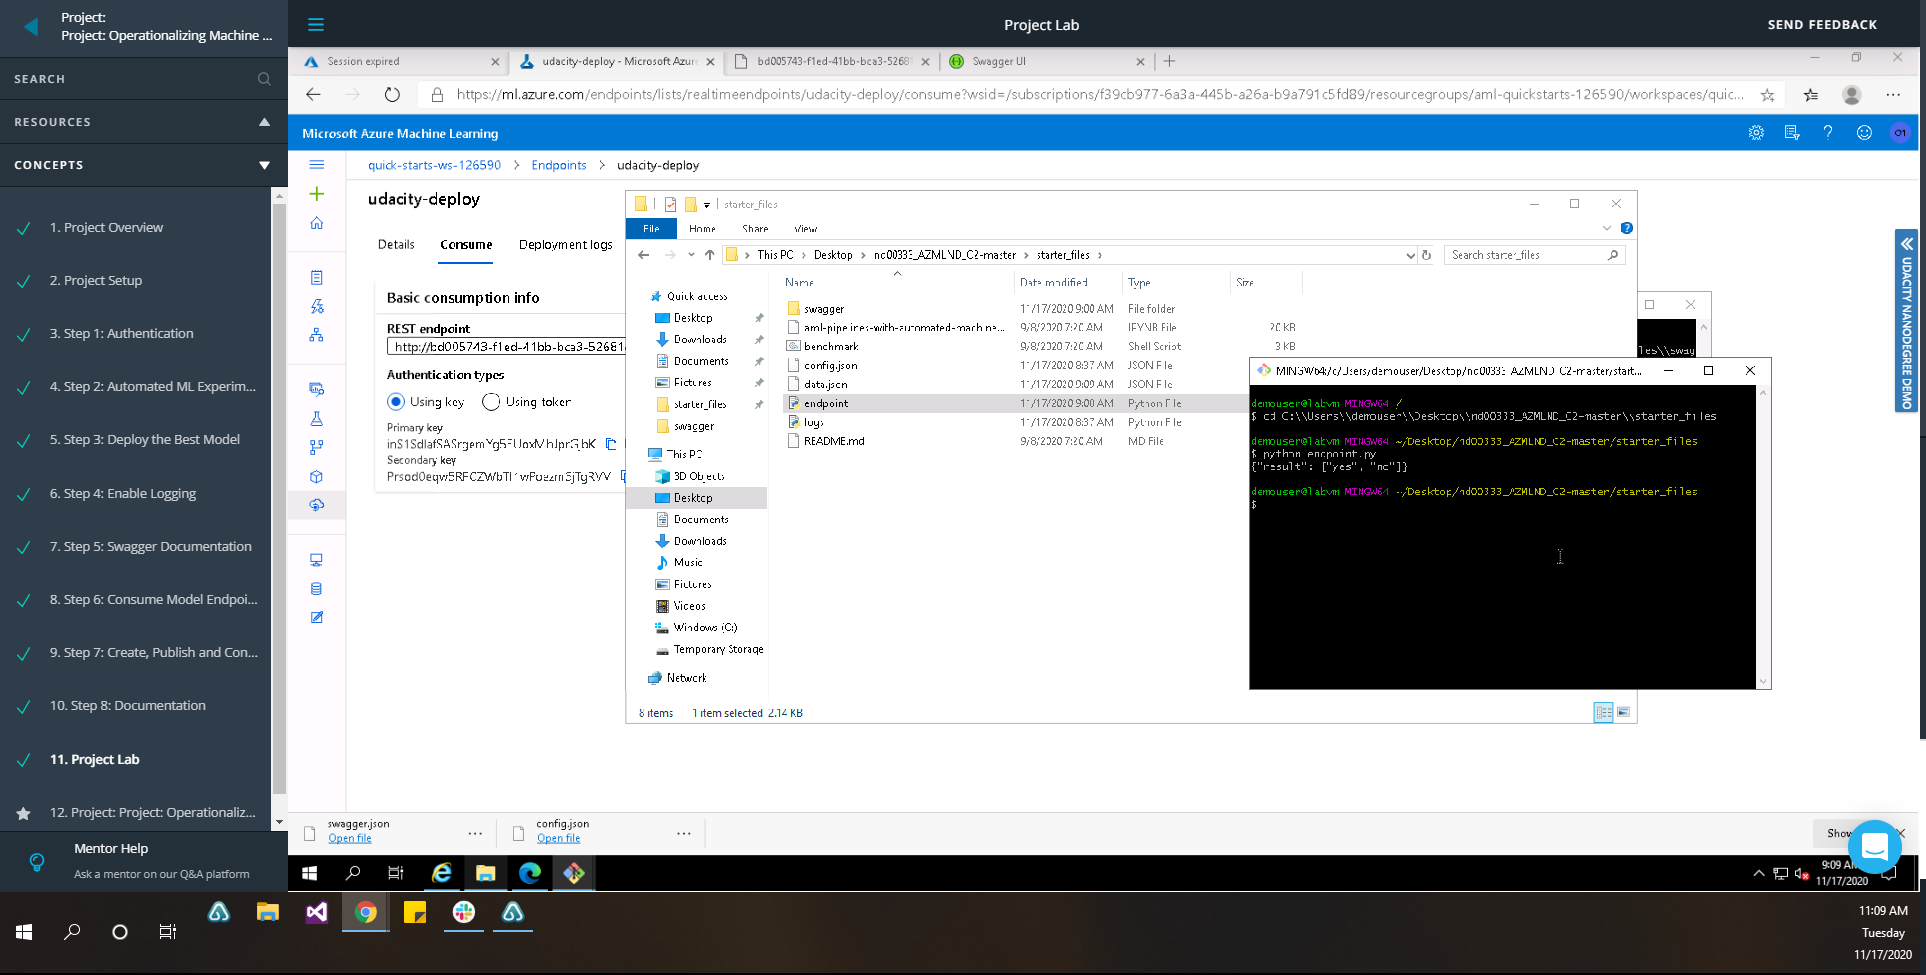 Project:
Project: Operationalizing Machine ...
SEARCH
RESOURCES
CONCEPTS
1. Project Overview
2. Project Setup
3. Step 1: Authentication
4. Step 2: Automated ML Experim...
5. Step 3: Deploy the Best Model
6. Step 4: Enable Logging
7. Step 5: Swagger Documentation
8. Step 6: Consume Model Endpoi...
9. Step 7: Create, Publish and Con...
10. Step 8: Documentation
11. Project Lab
12. Project: Project: Operationaliz...
Mentor Help
Ask a mentor on our Q&A platform
Project Lab
SEND FEEDBACK
Session expired
udacity-deploy - Microsoft Azure
bd005743-f1ed-41bb-bca3-52681
Swagger UI
https://ml.azure.com/endpoints/lists/realtimeendpoints/udacity-deploy/consume?wsid=/subscriptions/f39cb977-6a3a-445b-a26a-b9a791c5fd89/resourcegroups/aml-quickstarts-126590/workspaces/quic...
Microsoft Azure Machine Learning
O1
quick-starts-ws-126590 > Endpoints > udacity-deploy
udacity-deploy
Details
Consume
Deployment logs
Basic consumption info
REST endpoint
http://bd005743-f1ed-41bb-bca3-52681
Authentication types
Using key
Using token
Primary key
Secondary key
starter_files
File
Home
Share
View
This PC > Desktop > nd00333_AZMLND_C2-master > starter_files >
Search starter_files
Name
Date modified
Type
Size
Quick access
Desktop
Downloads
Documents
Pictures
starter_files
swagger
This PC
3D Objects
Desktop
Documents
Downloads
Music
Pictures
Videos
Windows (C:)
Temporary Storage
Network
swagger 11/17/2020 9:00 AM File folder
aml-pipelines-with-automated-machine... 9/8/2020 7:20 AM IPYNB File 20 KB
benchmark 9/8/2020 7:20 AM Shell Script 3 KB
config.json 11/17/2020 8:37 AM JSON File
data.json 11/17/2020 9:09 AM JSON File
endpoint 11/17/2020 9:00 AM Python File
logs 11/17/2020 8:37 AM Python File
README.md 9/8/2020 7:20 AM MD File
8 items
1 item selected 2.14 KB
les\\swag
MINGW64:/c/Users/demouser/Desktop/nd00333_AZMLND_C2-master/start...
demouser@labvm MINGW64 /
$ cd C:\\Users\\demouser\\Desktop\\nd00333_AZMLND_C2-master\\starter_files
demouser@labvm MINGW64 ~/Desktop/nd00333_AZMLND_C2-master/starter_files
$ python endpoint.py
{"result": ["yes", "no"]}
demouser@labvm MINGW64 ~/Desktop/nd00333_AZMLND_C2-master/starter_files
$
UDACITY NANODEGREE DEMO
swagger.json
Open file
config.json
Open file
Show
9:09 AM
11/17/2020
11:09 AM
Tuesday
11/17/2020